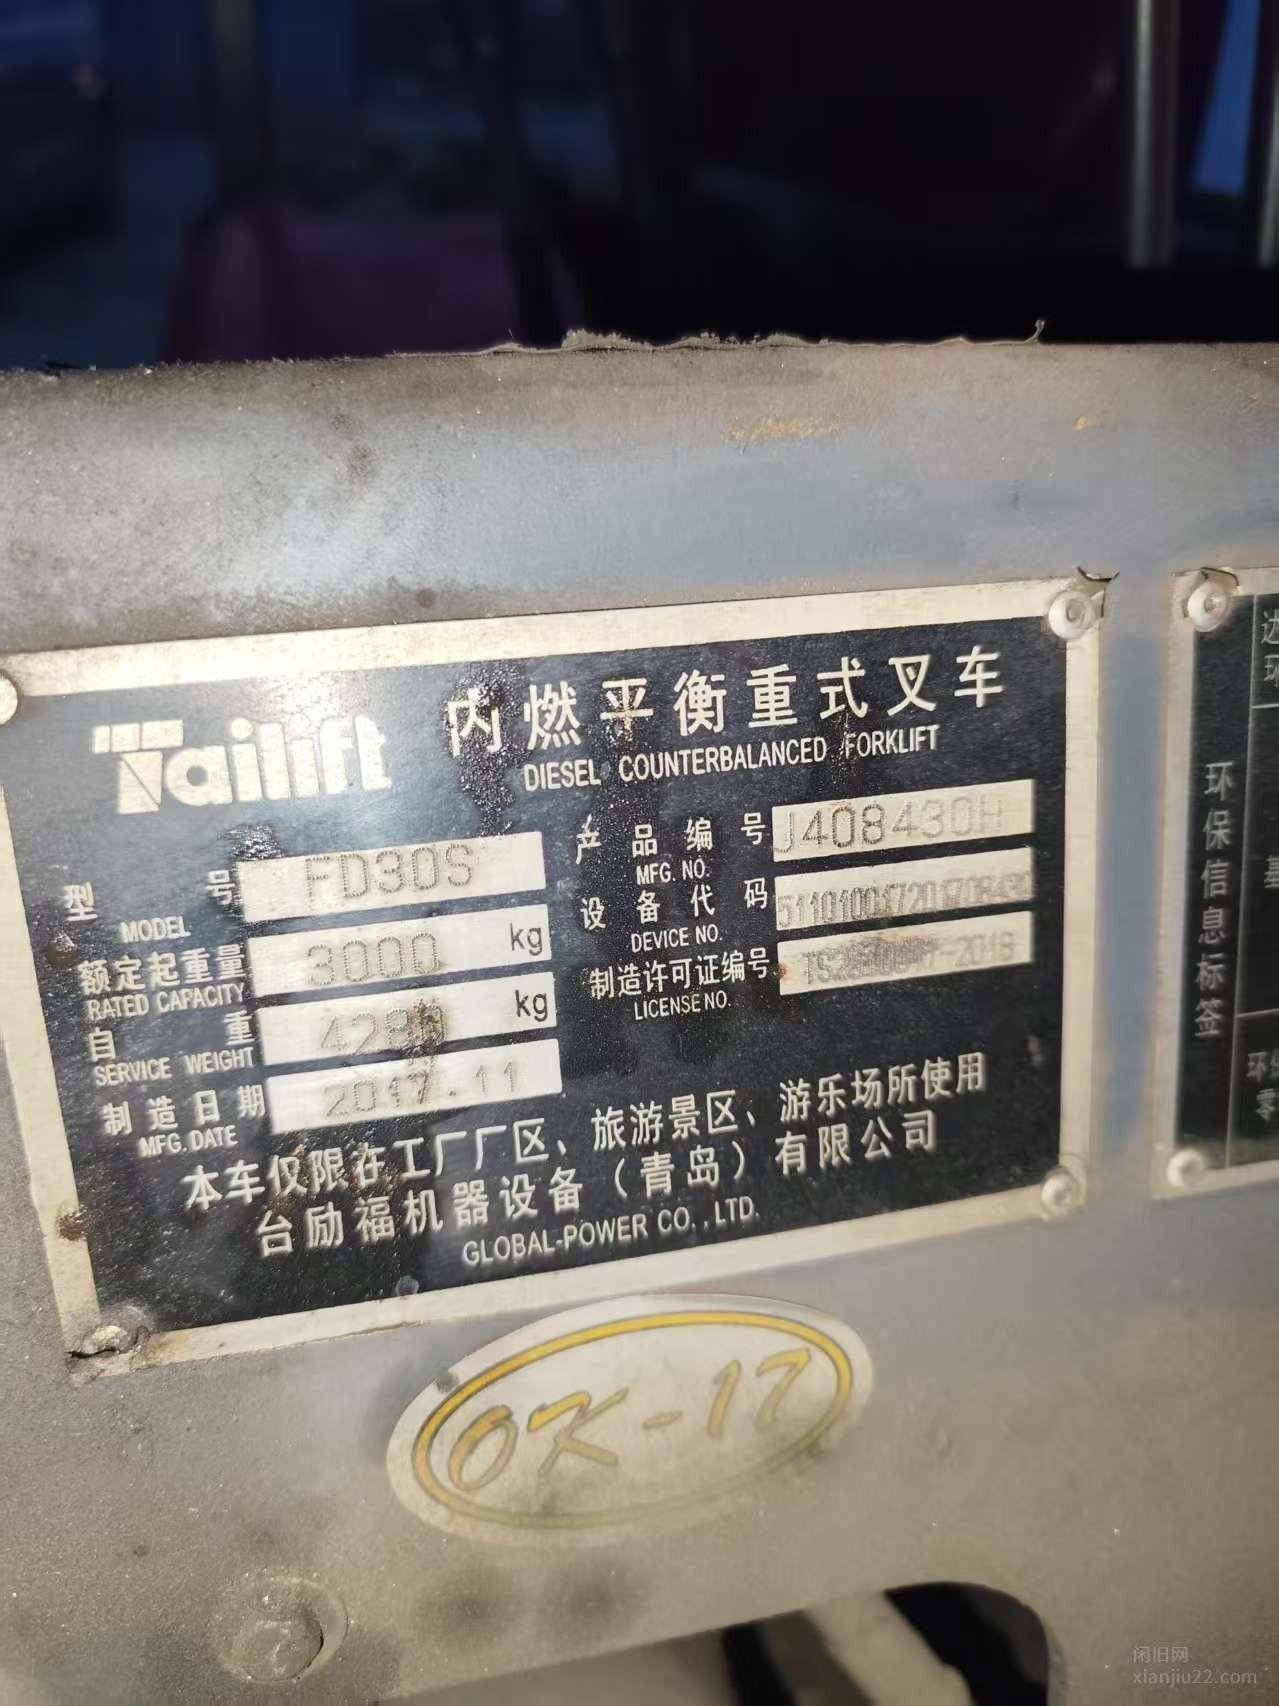 Tailift
内燃平衡重式叉车
DIESEL COUNTERBALANCED FORKLIFT
型号 FD30S
MODEL
额定起重量 3000 kg
RATED CAPACITY
自重 4280 kg
SERVICE WEIGHT
制造日期 2017.11
MFG. DATE
产品编号 J408430H
MFG. NO.
设备代码
DEVICE NO.
制造许可证编号
LICENSE NO.
本车仅限在工厂厂区、旅游景区、游乐场所使用
台励福机器设备（青岛）有限公司
GLOBAL-POWER CO.,LTD.
OK-17
环保信息标签
闲旧网
xianjiu22.com